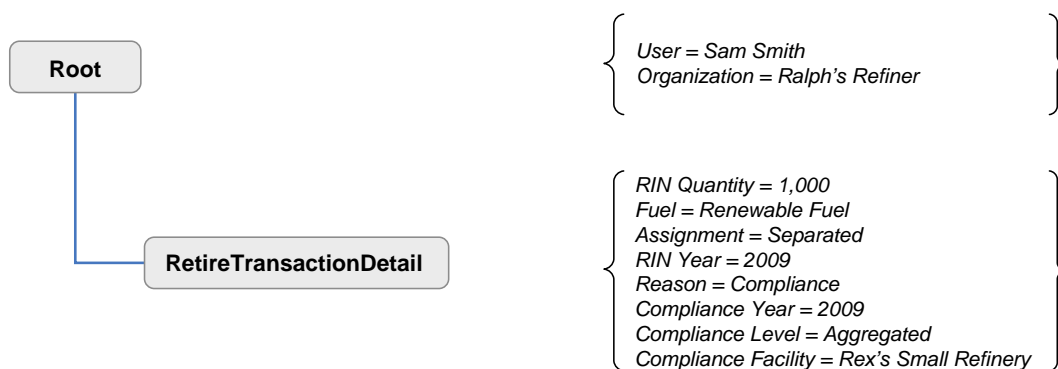 Root
User = Sam Smith
Organization = Ralph’s Refiner
RetireTransactionDetail
RIN Quantity = 1,000
Fuel = Renewable Fuel
Assignment = Separated
RIN Year = 2009
Reason = Compliance
Compliance Year = 2009
Compliance Level = Aggregated
Compliance Facility = Rex’s Small Refinery